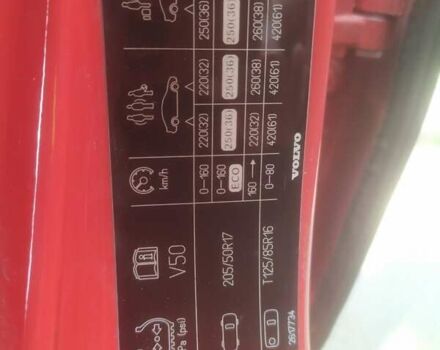 V50 km/h
0–160 220(32) 220(32) 250(36)
205/50R17 0–160 250(36) 250(36) 250(36)
ECO
160→ 220(32) 260(38) 260(38)
T125/85R16 0–80 420(61) 420(61) 420(61)
VOLVO